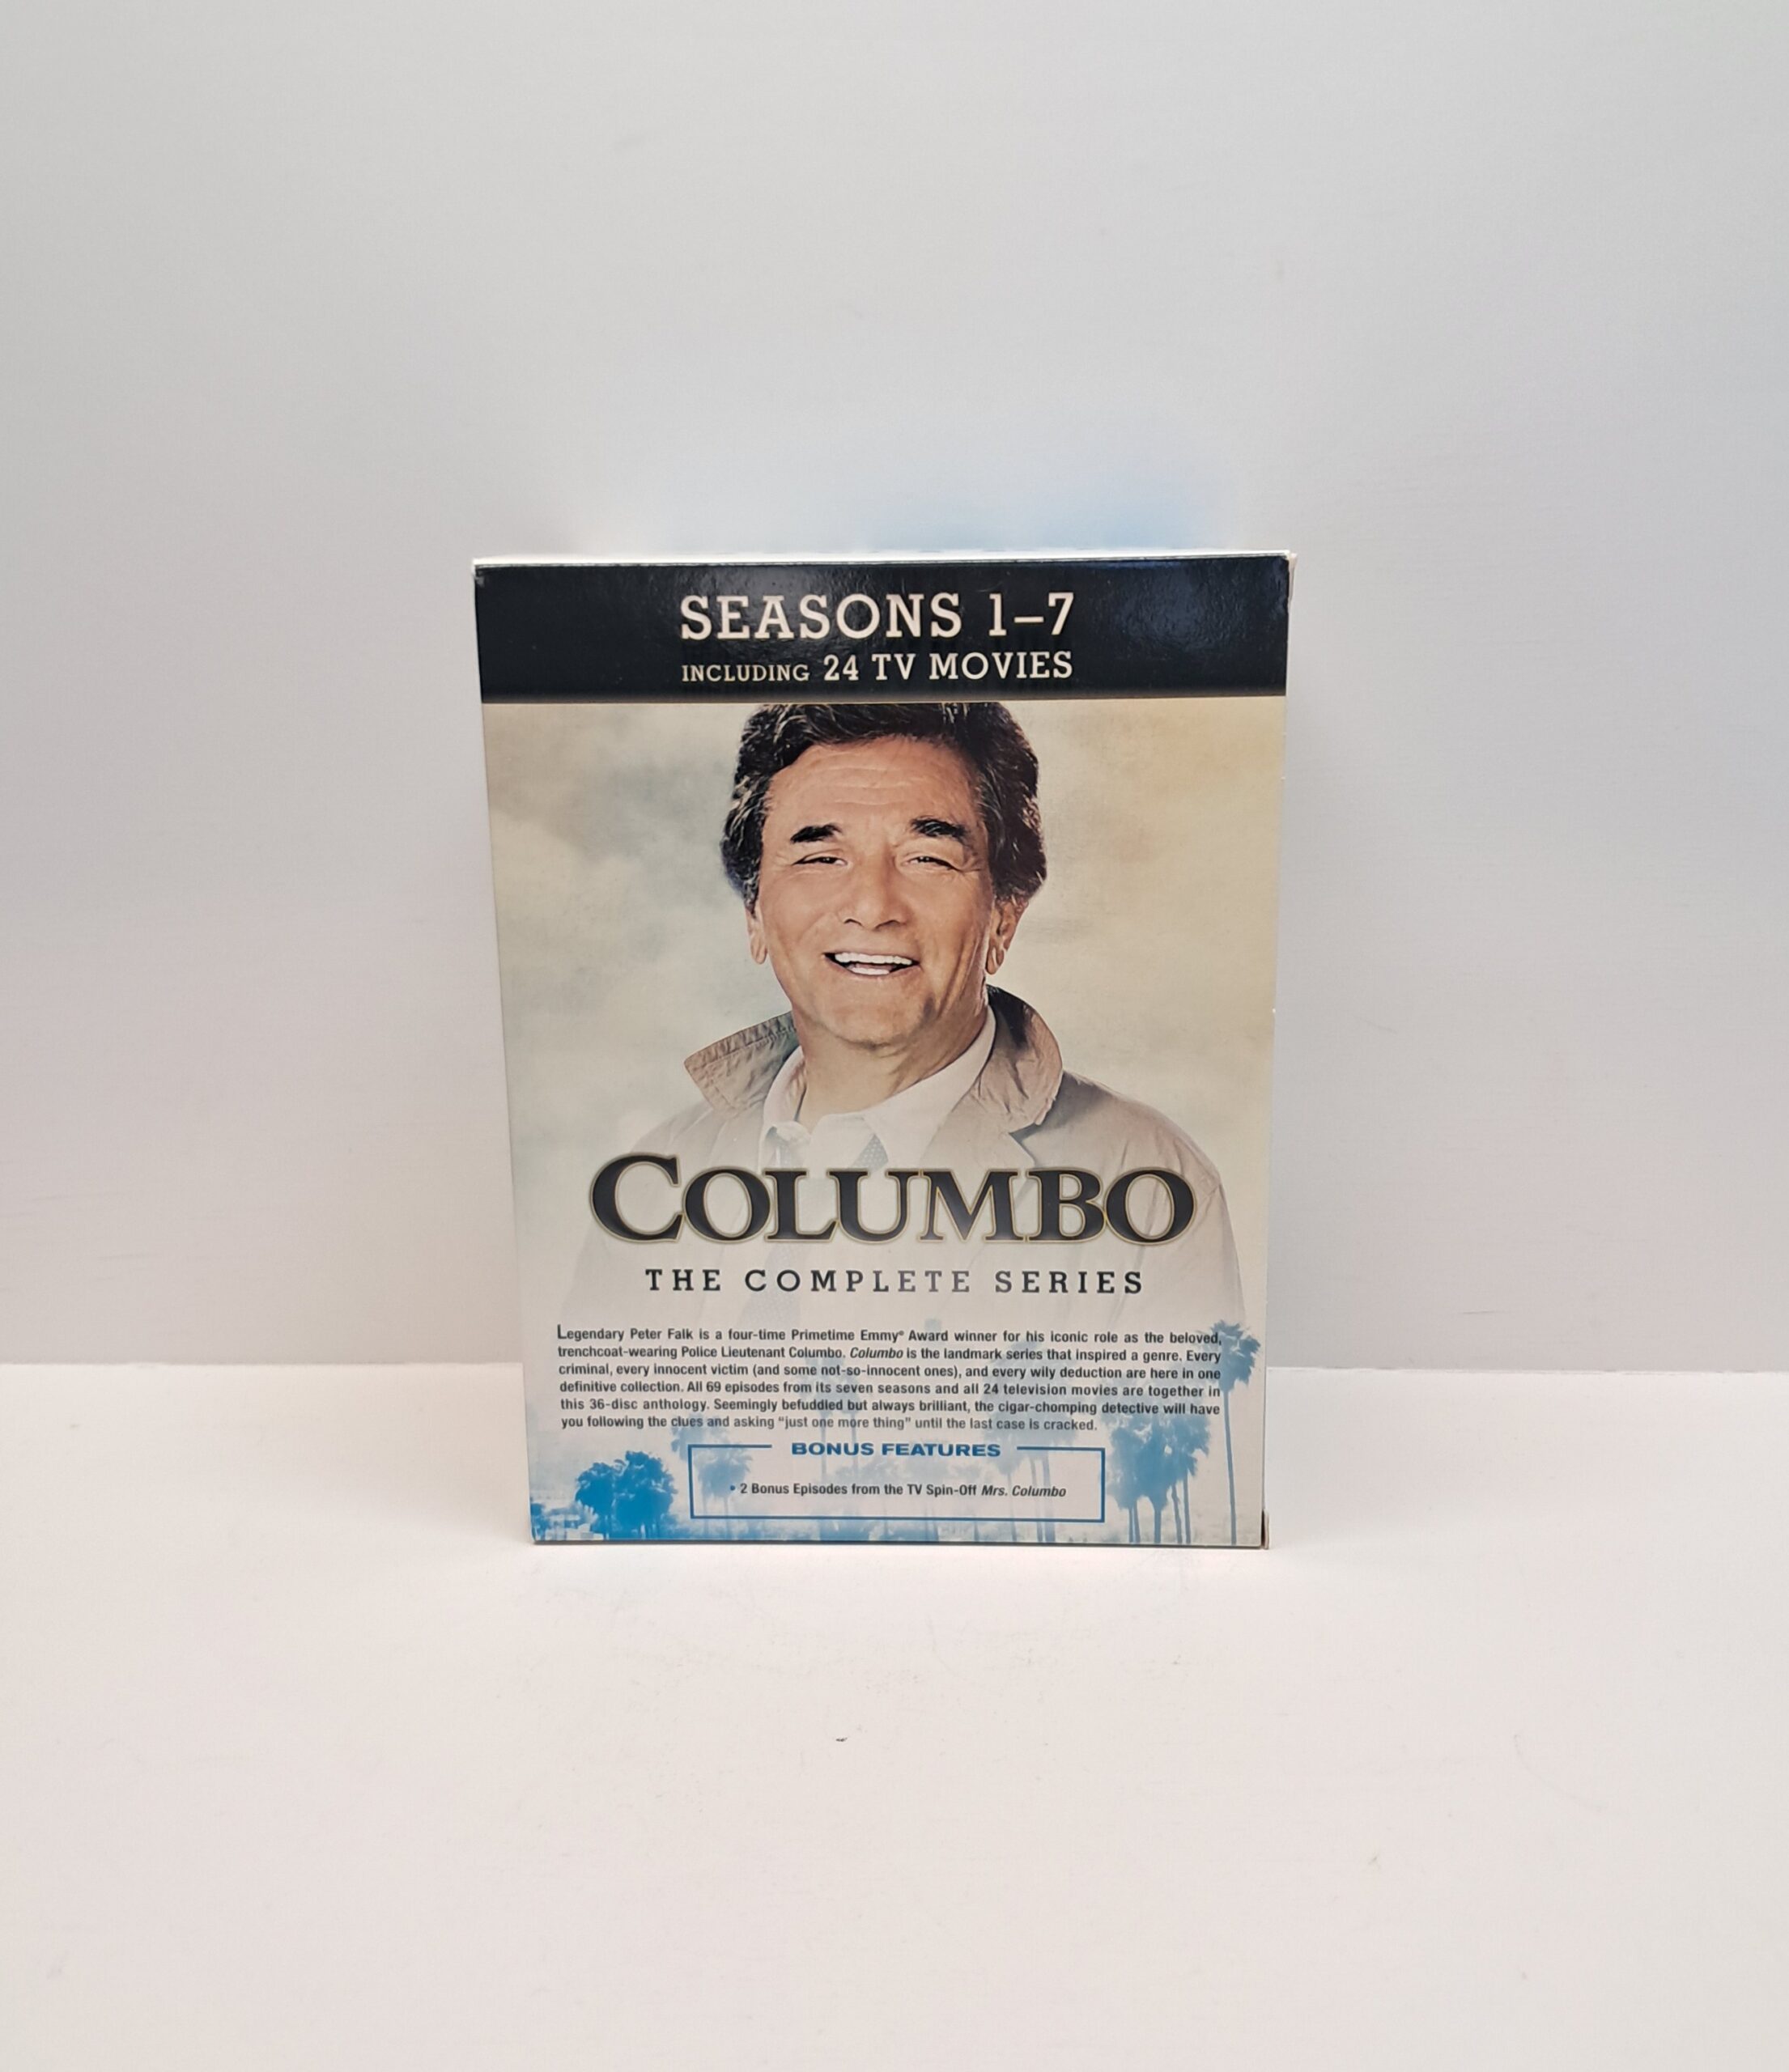 SEASONS 1–7
INCLUDING 24 TV MOVIES
COLUMBO
THE COMPLETE SERIES
Legendary Peter Falk is a four-time Primetime Emmy® Award winner for his iconic role as the beloved,
trenchcoat-wearing Police Lieutenant Columbo. Columbo is the landmark series that inspired a genre. Every
criminal, every innocent victim (and some not-so-innocent ones), and every wily deduction are here in one
definitive collection. All 69 episodes from its seven seasons and all 24 television movies are together in
this 36-disc anthology. Seemingly befuddled but always brilliant, the cigar-chomping detective will have
you following the clues and asking “just one more thing” until the last case is cracked.
BONUS FEATURES
• 2 Bonus Episodes from the TV Spin-Off Mrs. Columbo